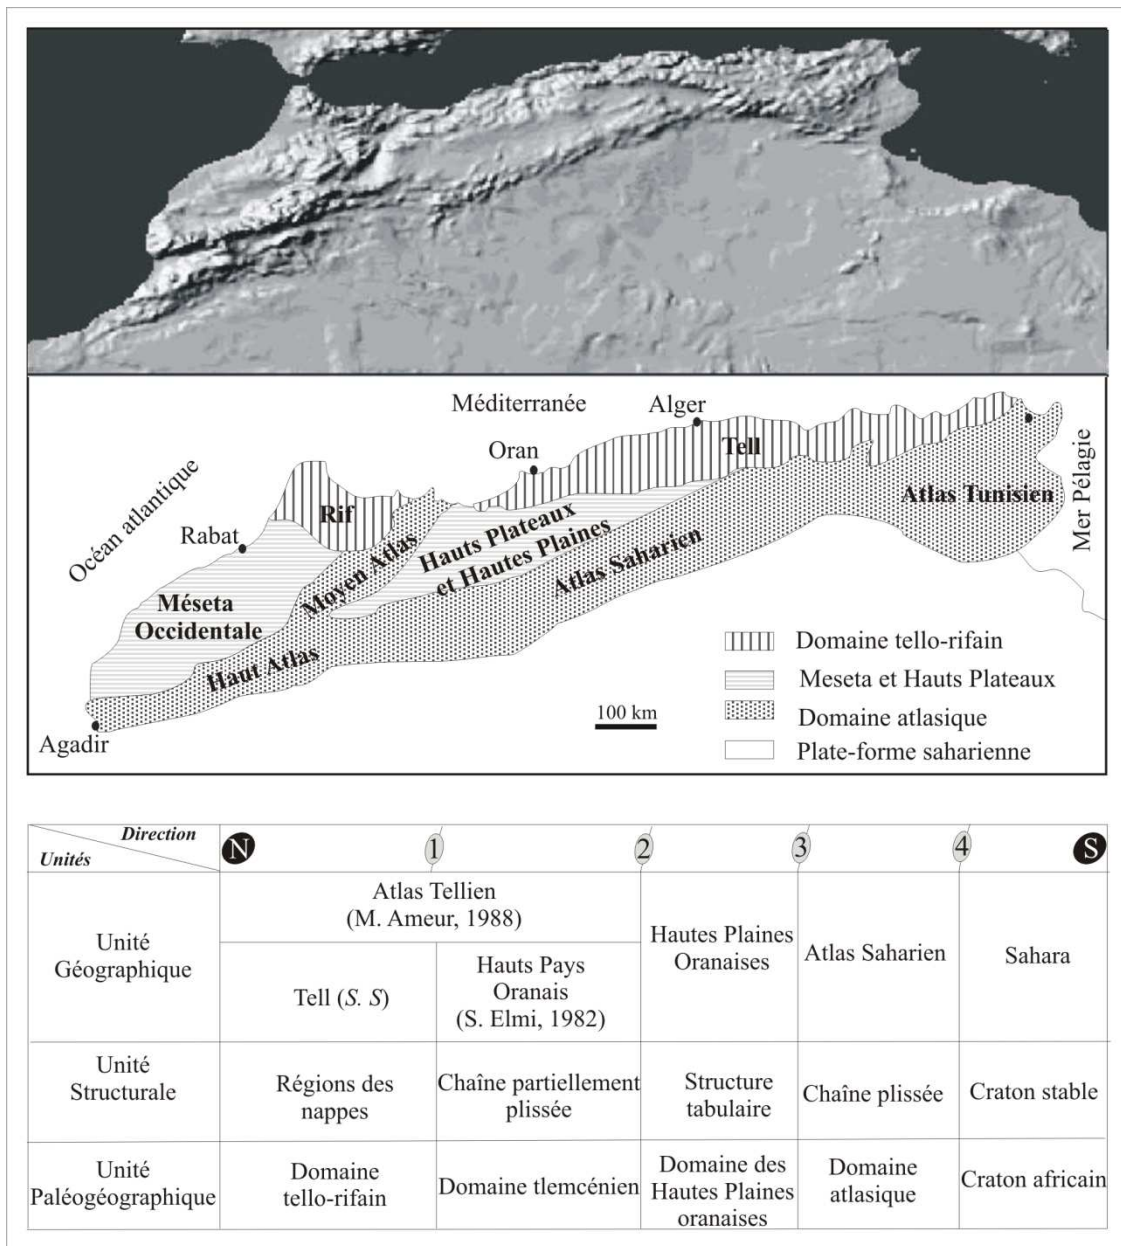 Méditerranée
Alger
Oran
Tell
Océan atlantique
Rif
Rabat
Atlas Tunisien
Mer Pélagie
Hauts Plateaux
et Hautes Plaines
Moyen Atlas
Atlas Saharien
Méseta
Occidentale
Haut Atlas
Agadir
100 km
Domaine tello-rifain
Meseta et Hauts Plateaux
Domaine atlasique
Plate-forme saharienne
Direction
Unités
N
1
2
3
4
S
Unité
Géographique
Atlas Tellien
(M. Ameur, 1988)
Tell (S. S)
Hauts Pays
Oranais
(S. Elmi, 1982)
Hautes Plaines
Oranaises
Atlas Saharien
Sahara
Unité
Structurale
Régions des
nappes
Chaîne partiellement
plissée
Structure
tabulaire
Chaîne plissée
Craton stable
Unité
Paléogéographique
Domaine
tello-rifain
Domaine tlemcénien
Domaine des
Hautes Plaines
oranaises
Domaine
atlasique
Craton africain